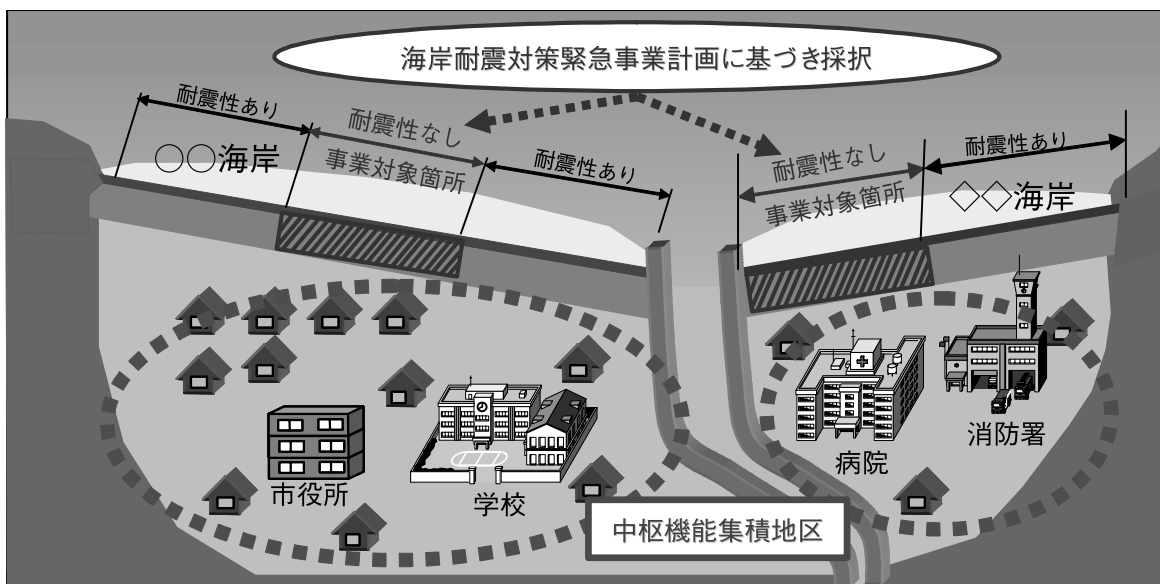 海岸耐震対策緊急事業計画に基づき採択
耐震性あり
耐震性なし
○○海岸
事業対象箇所
耐震性あり
耐震性なし
事業対象箇所
耐震性あり
◇◇海岸
市役所
学校
病院
消防署
中枢機能集積地区